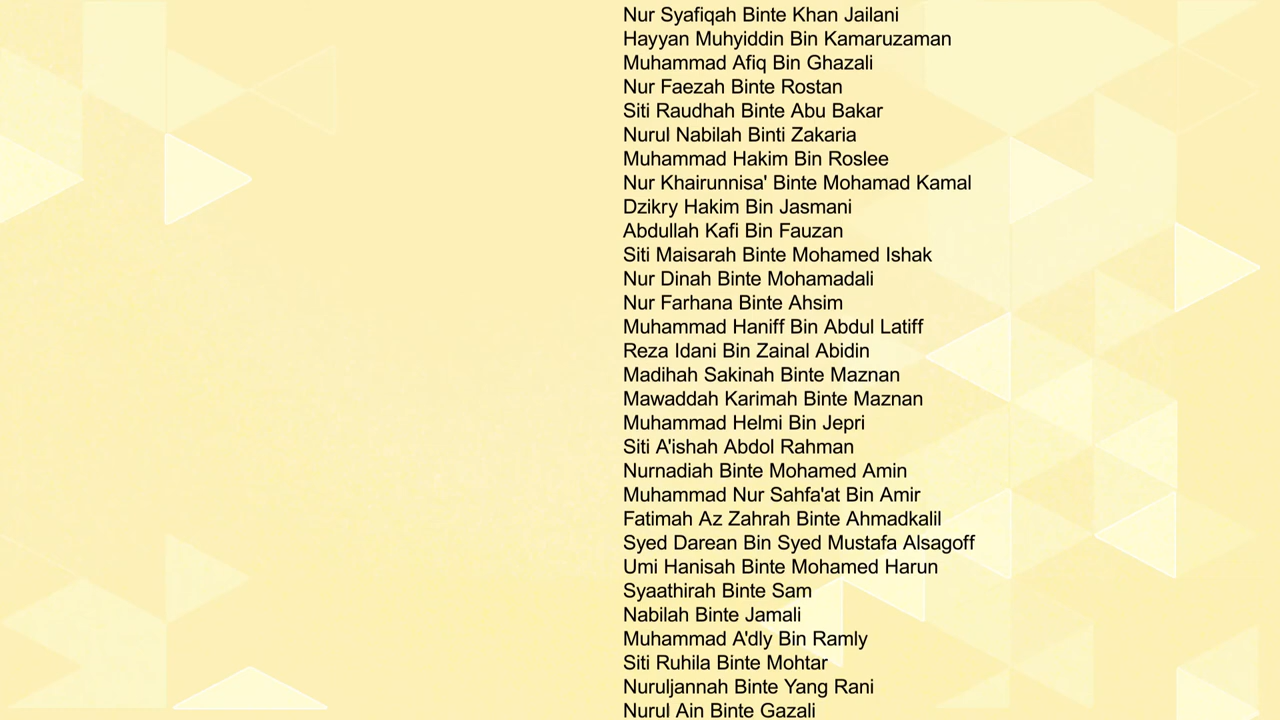 Nur Syafiqah Binte Khan Jailani
Hayyan Muhyiddin Bin Kamaruzaman
Muhammad Afiq Bin Ghazali
Nur Faezah Binte Rostan
Siti Raudhah Binte Abu Bakar
Nurul Nabilah Binti Zakaria
Muhammad Hakim Bin Roslee
Nur Khairunnisa' Binte Mohamad Kamal
Dzikry Hakim Bin Jasmani
Abdullah Kafi Bin Fauzan
Siti Maisarah Binte Mohamed Ishak
Nur Dinah Binte Mohamadali
Nur Farhana Binte Ahsim
Muhammad Haniff Bin Abdul Latiff
Reza Idani Bin Zainal Abidin
Madihah Sakinah Binte Maznan
Mawaddah Karimah Binte Maznan
Muhammad Helmi Bin Jepri
Siti A'ishah Abdol Rahman
Nurnadiah Binte Mohamed Amin
Muhammad Nur Sahfa'at Bin Amir
Fatimah Az Zahrah Binte Ahmadkalil
Syed Darean Bin Syed Mustafa Alsagoff
Umi Hanisah Binte Mohamed Harun
Syaathirah Binte Sam
Nabilah Binte Jamali
Muhammad A'dly Bin Ramly
Siti Ruhila Binte Mohtar
Nuruljannah Binte Yang Rani
Nurul Ain Binte Gazali